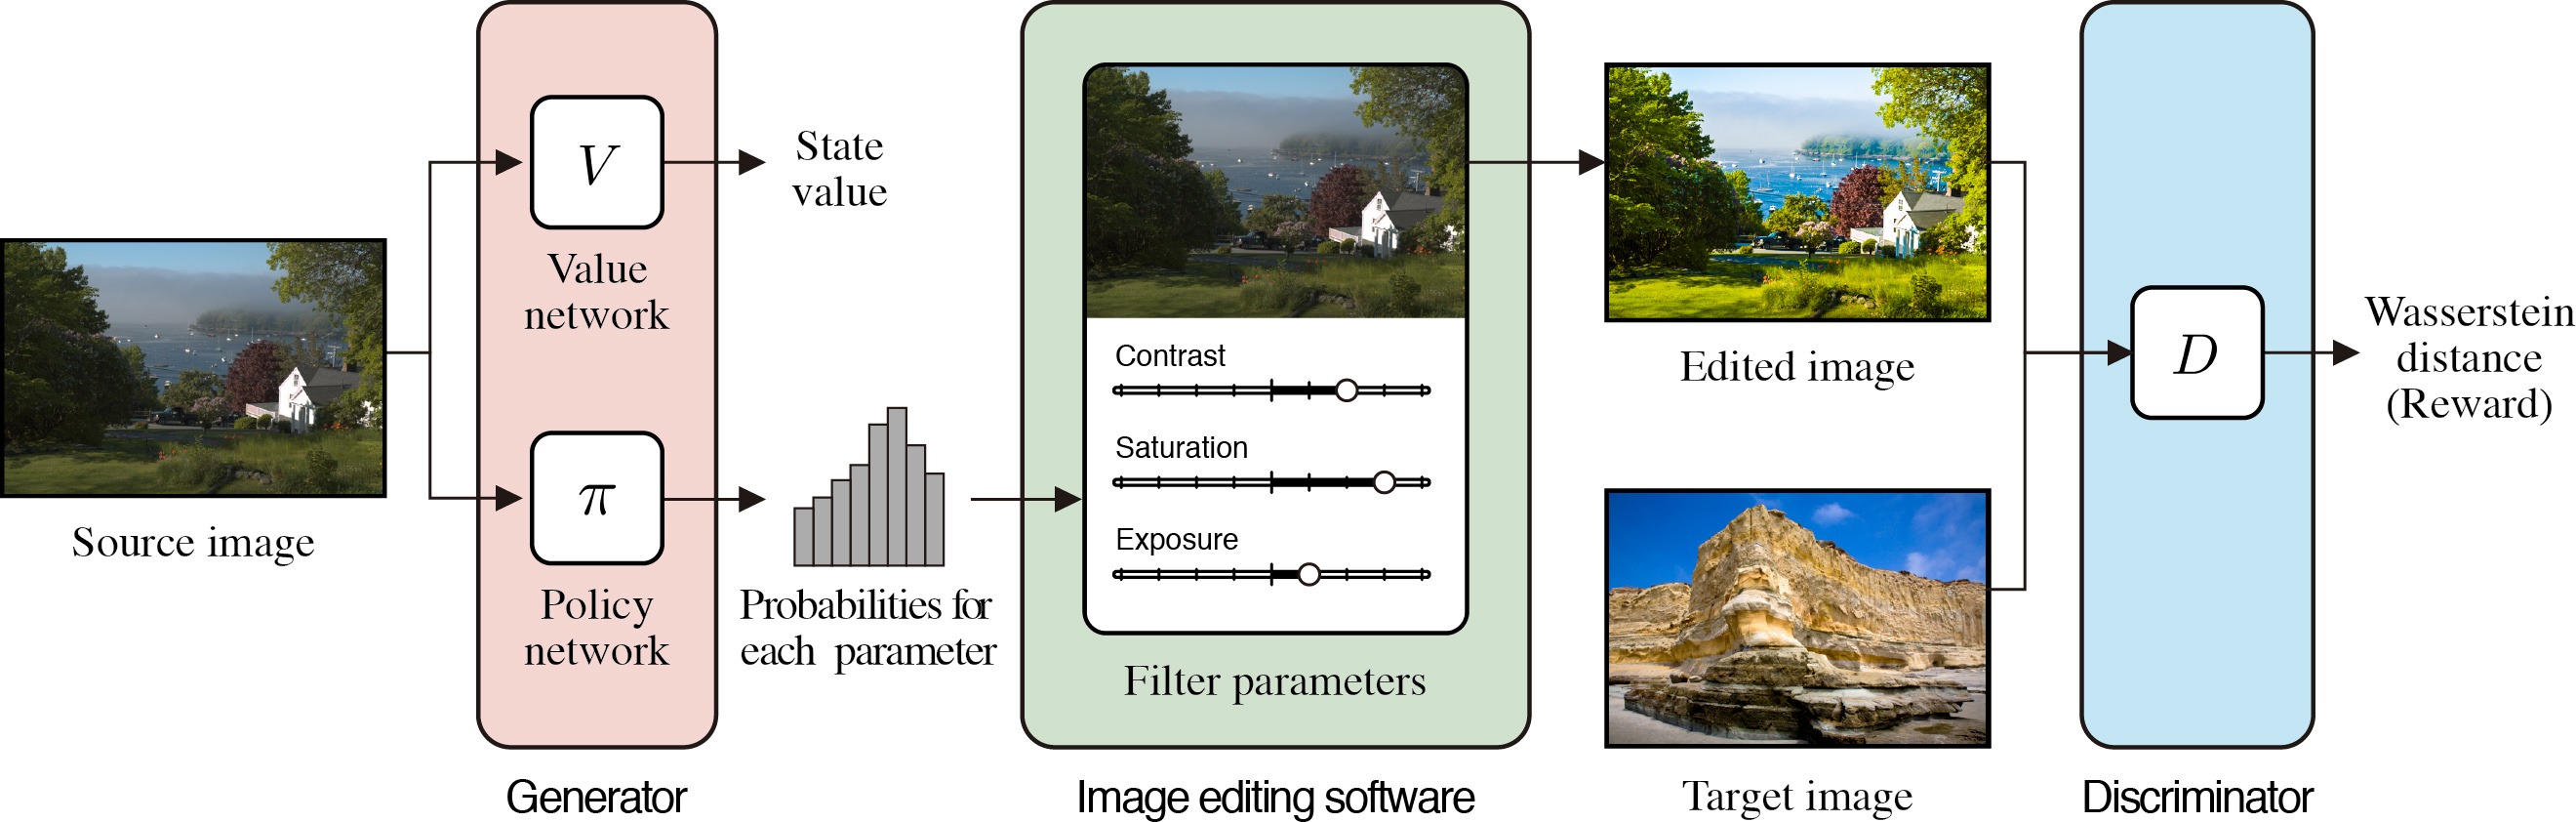 Source image
V
Value
network
π
Policy
network
Generator
State
value
Probabilities for
each parameter
Contrast
Saturation
Exposure
Filter parameters
Image editing software
Edited image
Target image
D
Discriminator
Wasserstein
distance
(Reward)